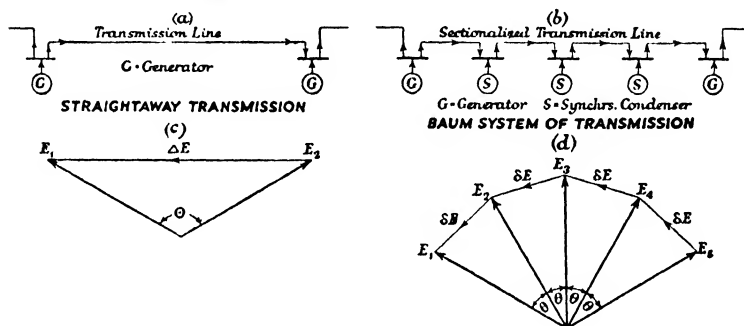 (a)
Transmission Line
G = Generator
G G
STRAIGHTAWAY TRANSMISSION
(b)
Sectionalized Transmission Line
G S S S G
G = Generator S = Synchrs. Condenser
BAUM SYSTEM OF TRANSMISSION
(c)
E₁ ΔE E₂
Θ
(d)
E₃
δE δE
E₂ E₄
δE δE
E₁ E₅
θ θ θ θ